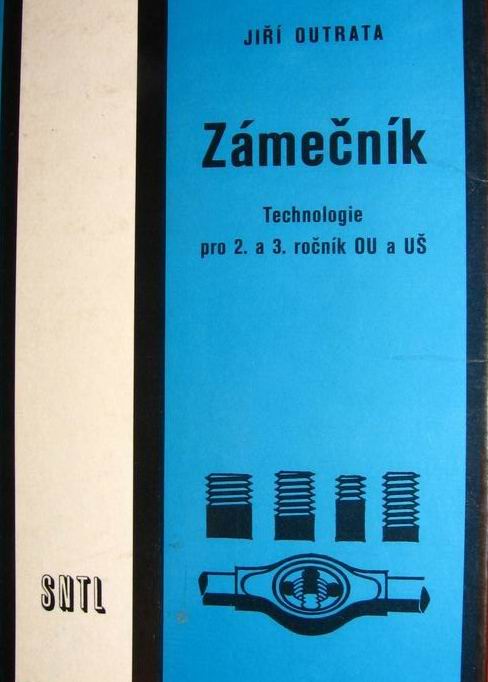 JIŘÍ OUTRATA
Zámečník
Technologie
pro 2. a 3. ročník OU a UŠ
SNTL